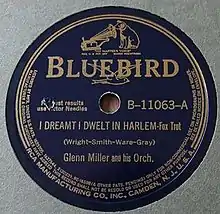 BLUEBIRD
just results
use Victor Needles
B-11063-A
I DREAMT I DWELT IN HARLEM-Fox Trot
(Wright-Smith-Ware-Gray)
Glenn Miller and his Orch.
RCA MANUFACTURING CO., INC., CAMDEN, N. J., U. S. A.